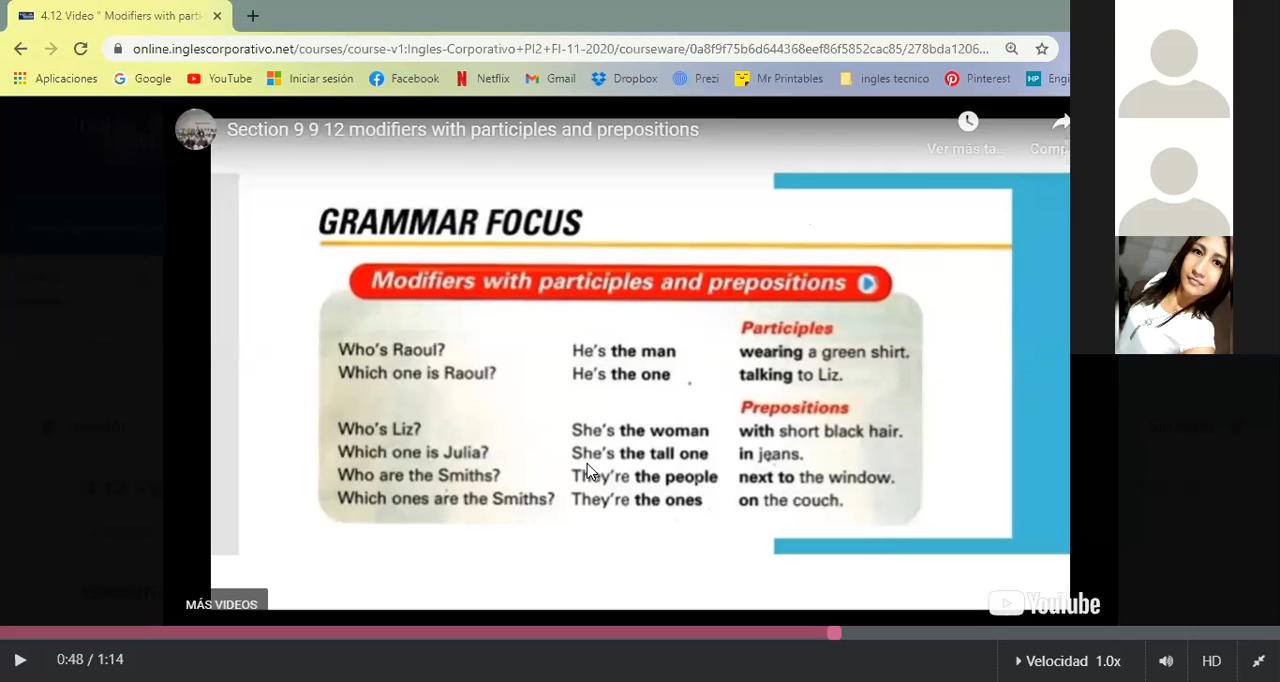 4.12 Video " Modifiers with parti
online.inglescorporativo.net/courses/course-v1:Ingles-Corporativo+PI2+FI-11-2020/courseware/0a8f9f75b6d644368eef86f5852cac85/278bda1206...
Aplicaciones Google YouTube Iniciar sesión Facebook Netflix Gmail Dropbox Prezi Mr Printables ingles tecnico Pinterest HP Engi
Section 9 9 12 modifiers with participles and prepositions
Ver más ta... Comp
GRAMMAR FOCUS
Modifiers with participles and prepositions
Participles
Who's Raoul? He's the man wearing a green shirt.
Which one is Raoul? He's the one talking to Liz.
Prepositions
Who's Liz? She's the woman with short black hair.
Which one is Julia? She's the tall one in jeans.
Who are the Smiths? They're the people next to the window.
Which ones are the Smiths? They're the ones on the couch.
MÁS VIDEOS
YouTube
0:48 / 1:14 Velocidad 1.0x HD